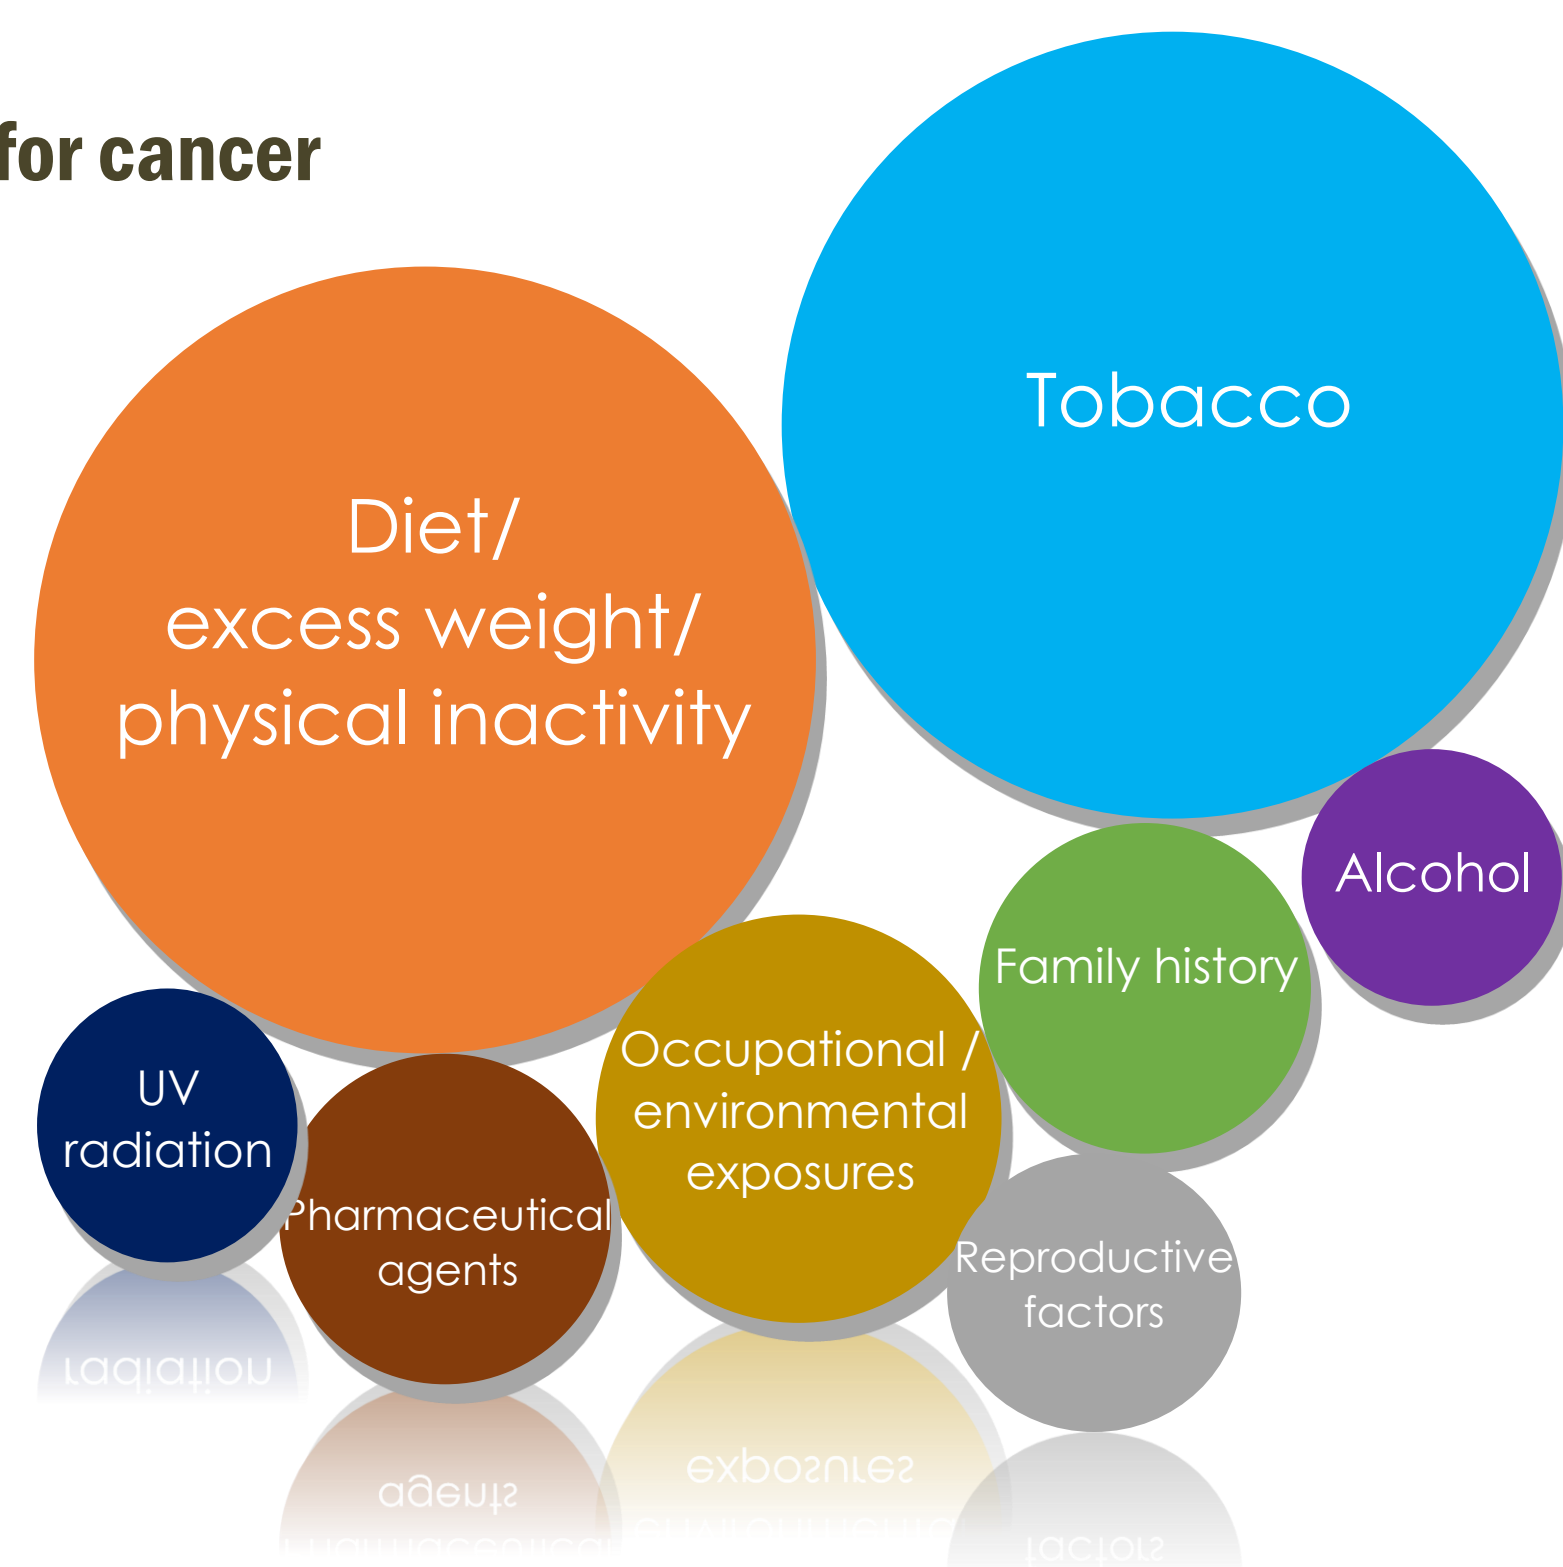 for cancer
Tobacco
Diet/
excess weight/
physical inactivity
Alcohol
Family history
Occupational /
environmental
exposures
UV
radiation
Pharmaceutical
agents
Reproductive
factors